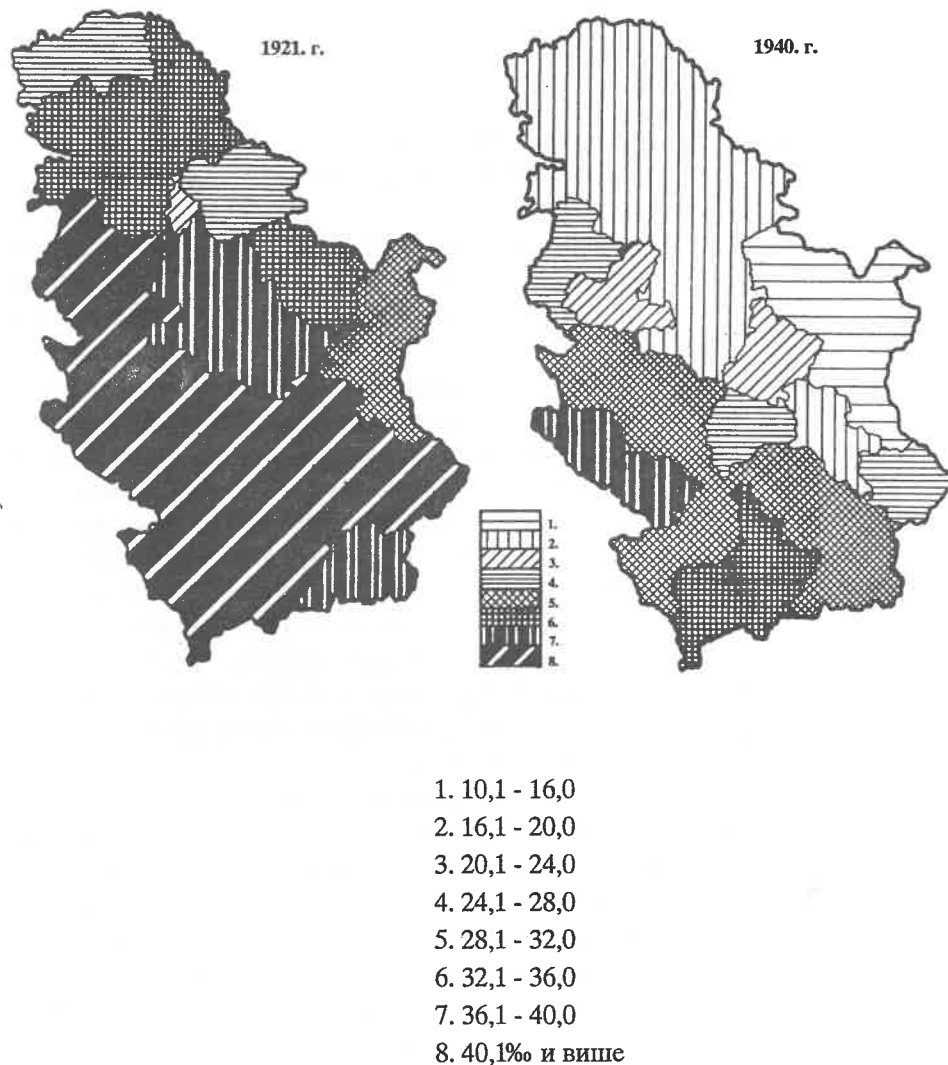 1921. г.
1940. г.
1.
2.
3.
4.
5.
6.
7.
8.
1. 10,1 - 16,0
2. 16,1 - 20,0
3. 20,1 - 24,0
4. 24,1 - 28,0
5. 28,1 - 32,0
6. 32,1 - 36,0
7. 36,1 - 40,0
8. 40,1‰ и више